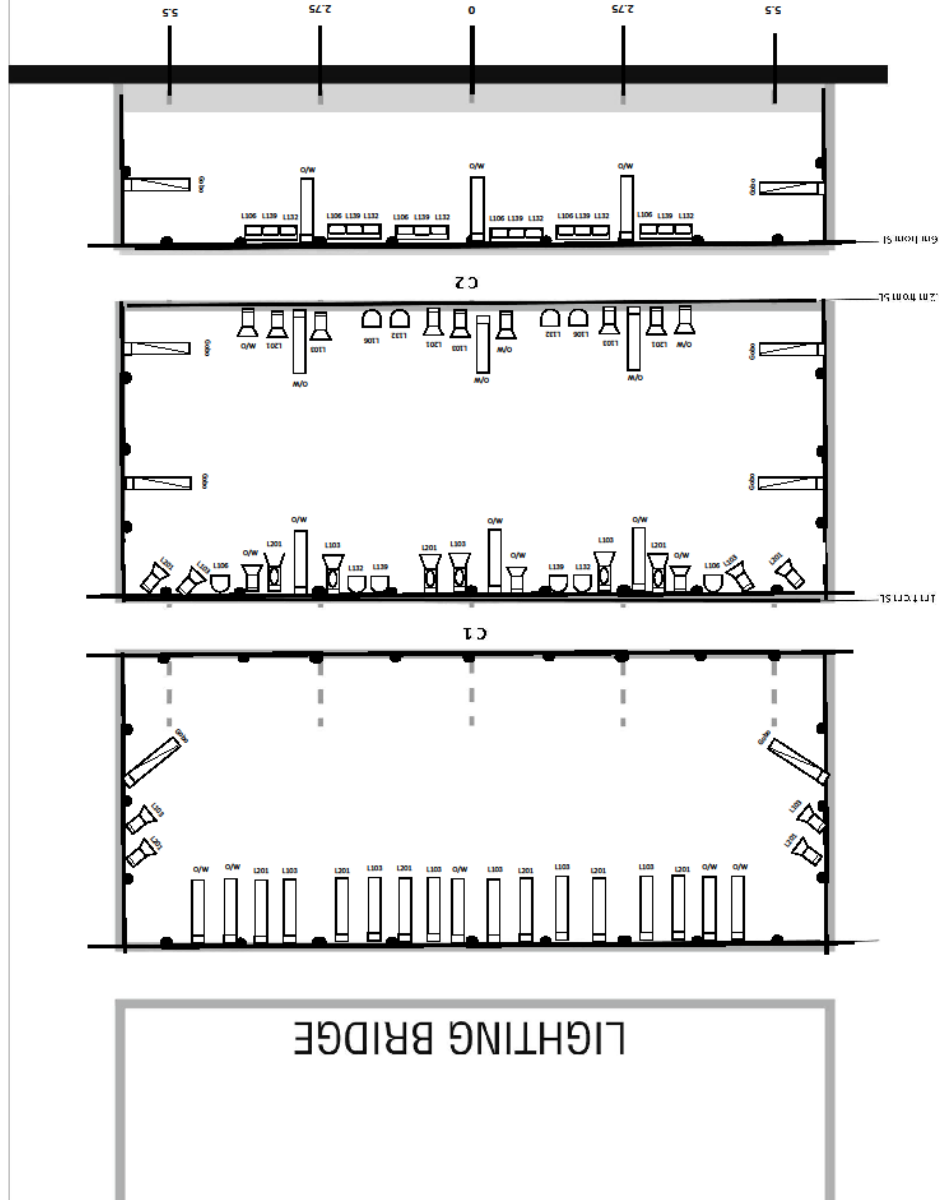 5.5 2.75 0 2.75 5.5
O/W O/W O/W
Gobo Gobo
L106 L139 L132 L106 L139 L132 L106 L139 L132 L106 L139 L132 L106 L139 L132 L106 L139 L132
6m from SL
C 2
.2m from SL
O/W L201 L103 L106 L132 L201 L103 O/W L132 L106 L103 L201 O/W
Gobo Gobo
O/W O/W O/W
Gobo Gobo
O/W O/W O/W
L201 L103 L201 L103 L103 L201
L201 L103 L106 O/W L132 L139 O/W L139 L132 O/W L106 L103 L201
1m from SL
C 1
Gobo Gobo
L103 L103
L201 L201
O/W O/W L201 L103 L201 L103 L201 L103 O/W L103 L201 L103 L201 L103 L201 O/W O/W
LIGHTING BRIDGE